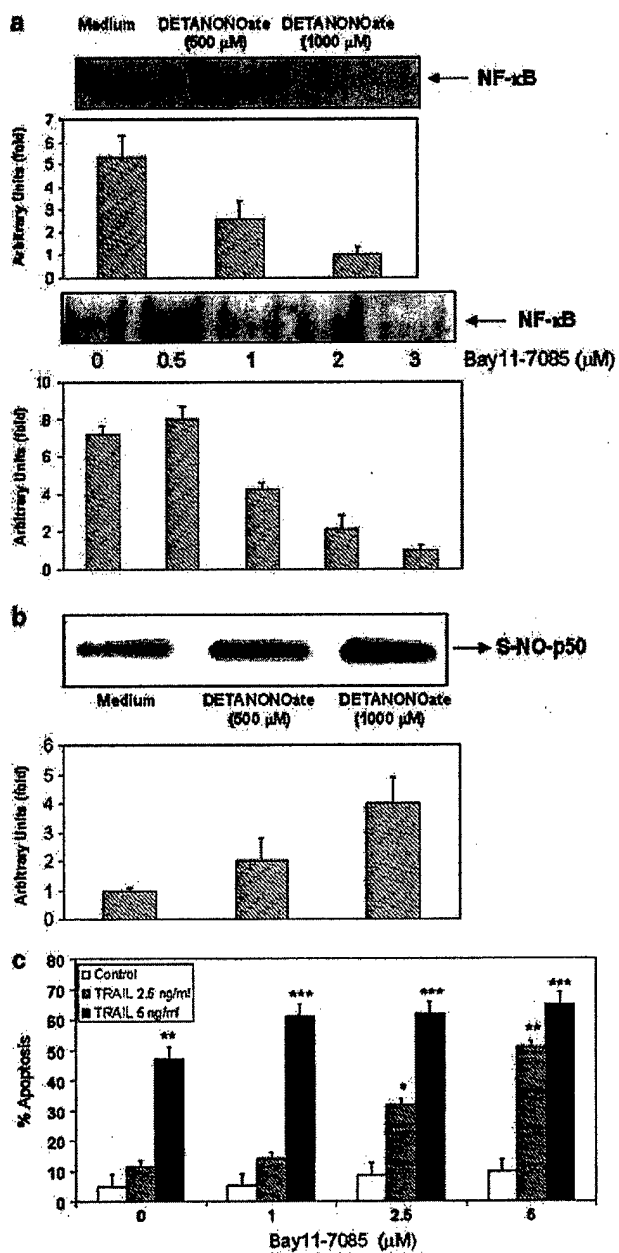 a
Medium DETANONOate (500 µM) DETANONOate (1000 µM)
NF-κB
Arbitrary Units (fold)
7
6
5
4
3
2
1
0
NF-κB
0 0.5 1 2 3 Bay11-7085 (µM)
Arbitrary Units (fold)
10
8
6
4
2
0
b
S-NO-p50
Medium DETANONOate (500 µM) DETANONOate (1000 µM)
Arbitrary Units (fold)
6
5
4
3
2
1
0
c
% Apoptosis
80
70
60
50
40
30
20
10
0
Control
TRAIL 2.5 ng/ml
TRAIL 5 ng/ml
** *** * *** ** ***
0 1 2.5 5
Bay11-7085 (µM)